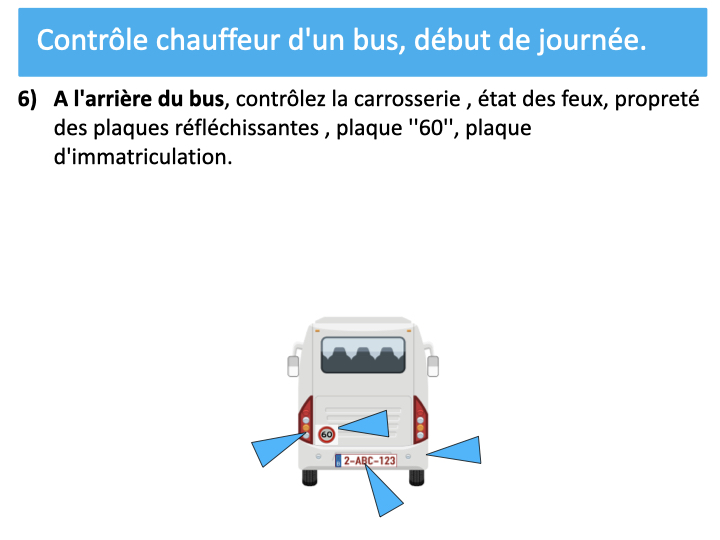 Contrôle chauffeur d'un bus, début de journée.
6) A l'arrière du bus, contrôlez la carrosserie , état des feux, propreté
des plaques réfléchissantes , plaque ''60'', plaque
d'immatriculation.
60
2-ABC-123